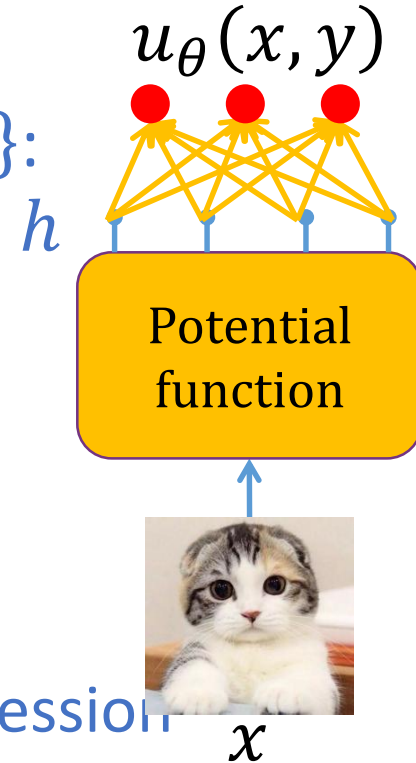 u_θ(x, y)
}:
h
Potential
function
ession
x